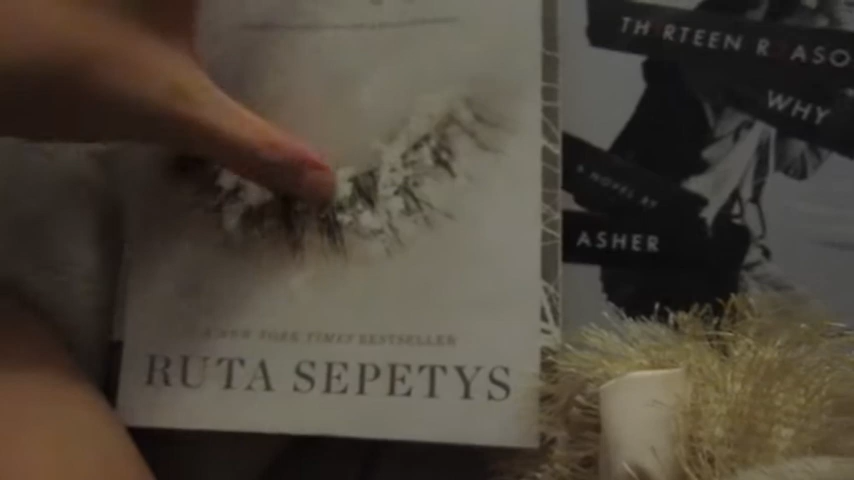 A NEW YORK TIMES BESTSELLER
RUTA SEPETYS
TH RTEEN R ASO
WHY
A NOVEL BY
ASHER